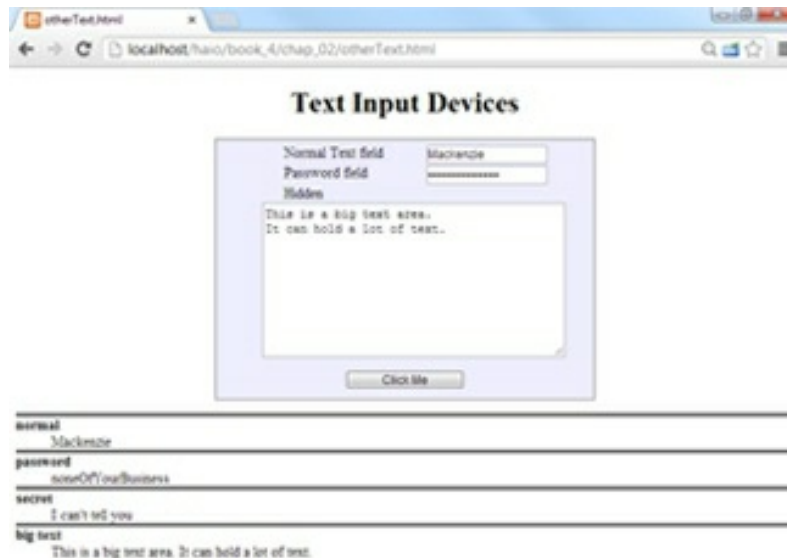 otherText.html
localhost/haio/book_4/chap_02/otherText.html
Text Input Devices
Normal Text field Mackenzie
Password field
Hidden
This is a big text area.
It can hold a lot of text.
Click Me
normal
Mackenzie
password
noneOfYourBusiness
secret
I can't tell you
big text
This is a big text area. It can hold a lot of text.